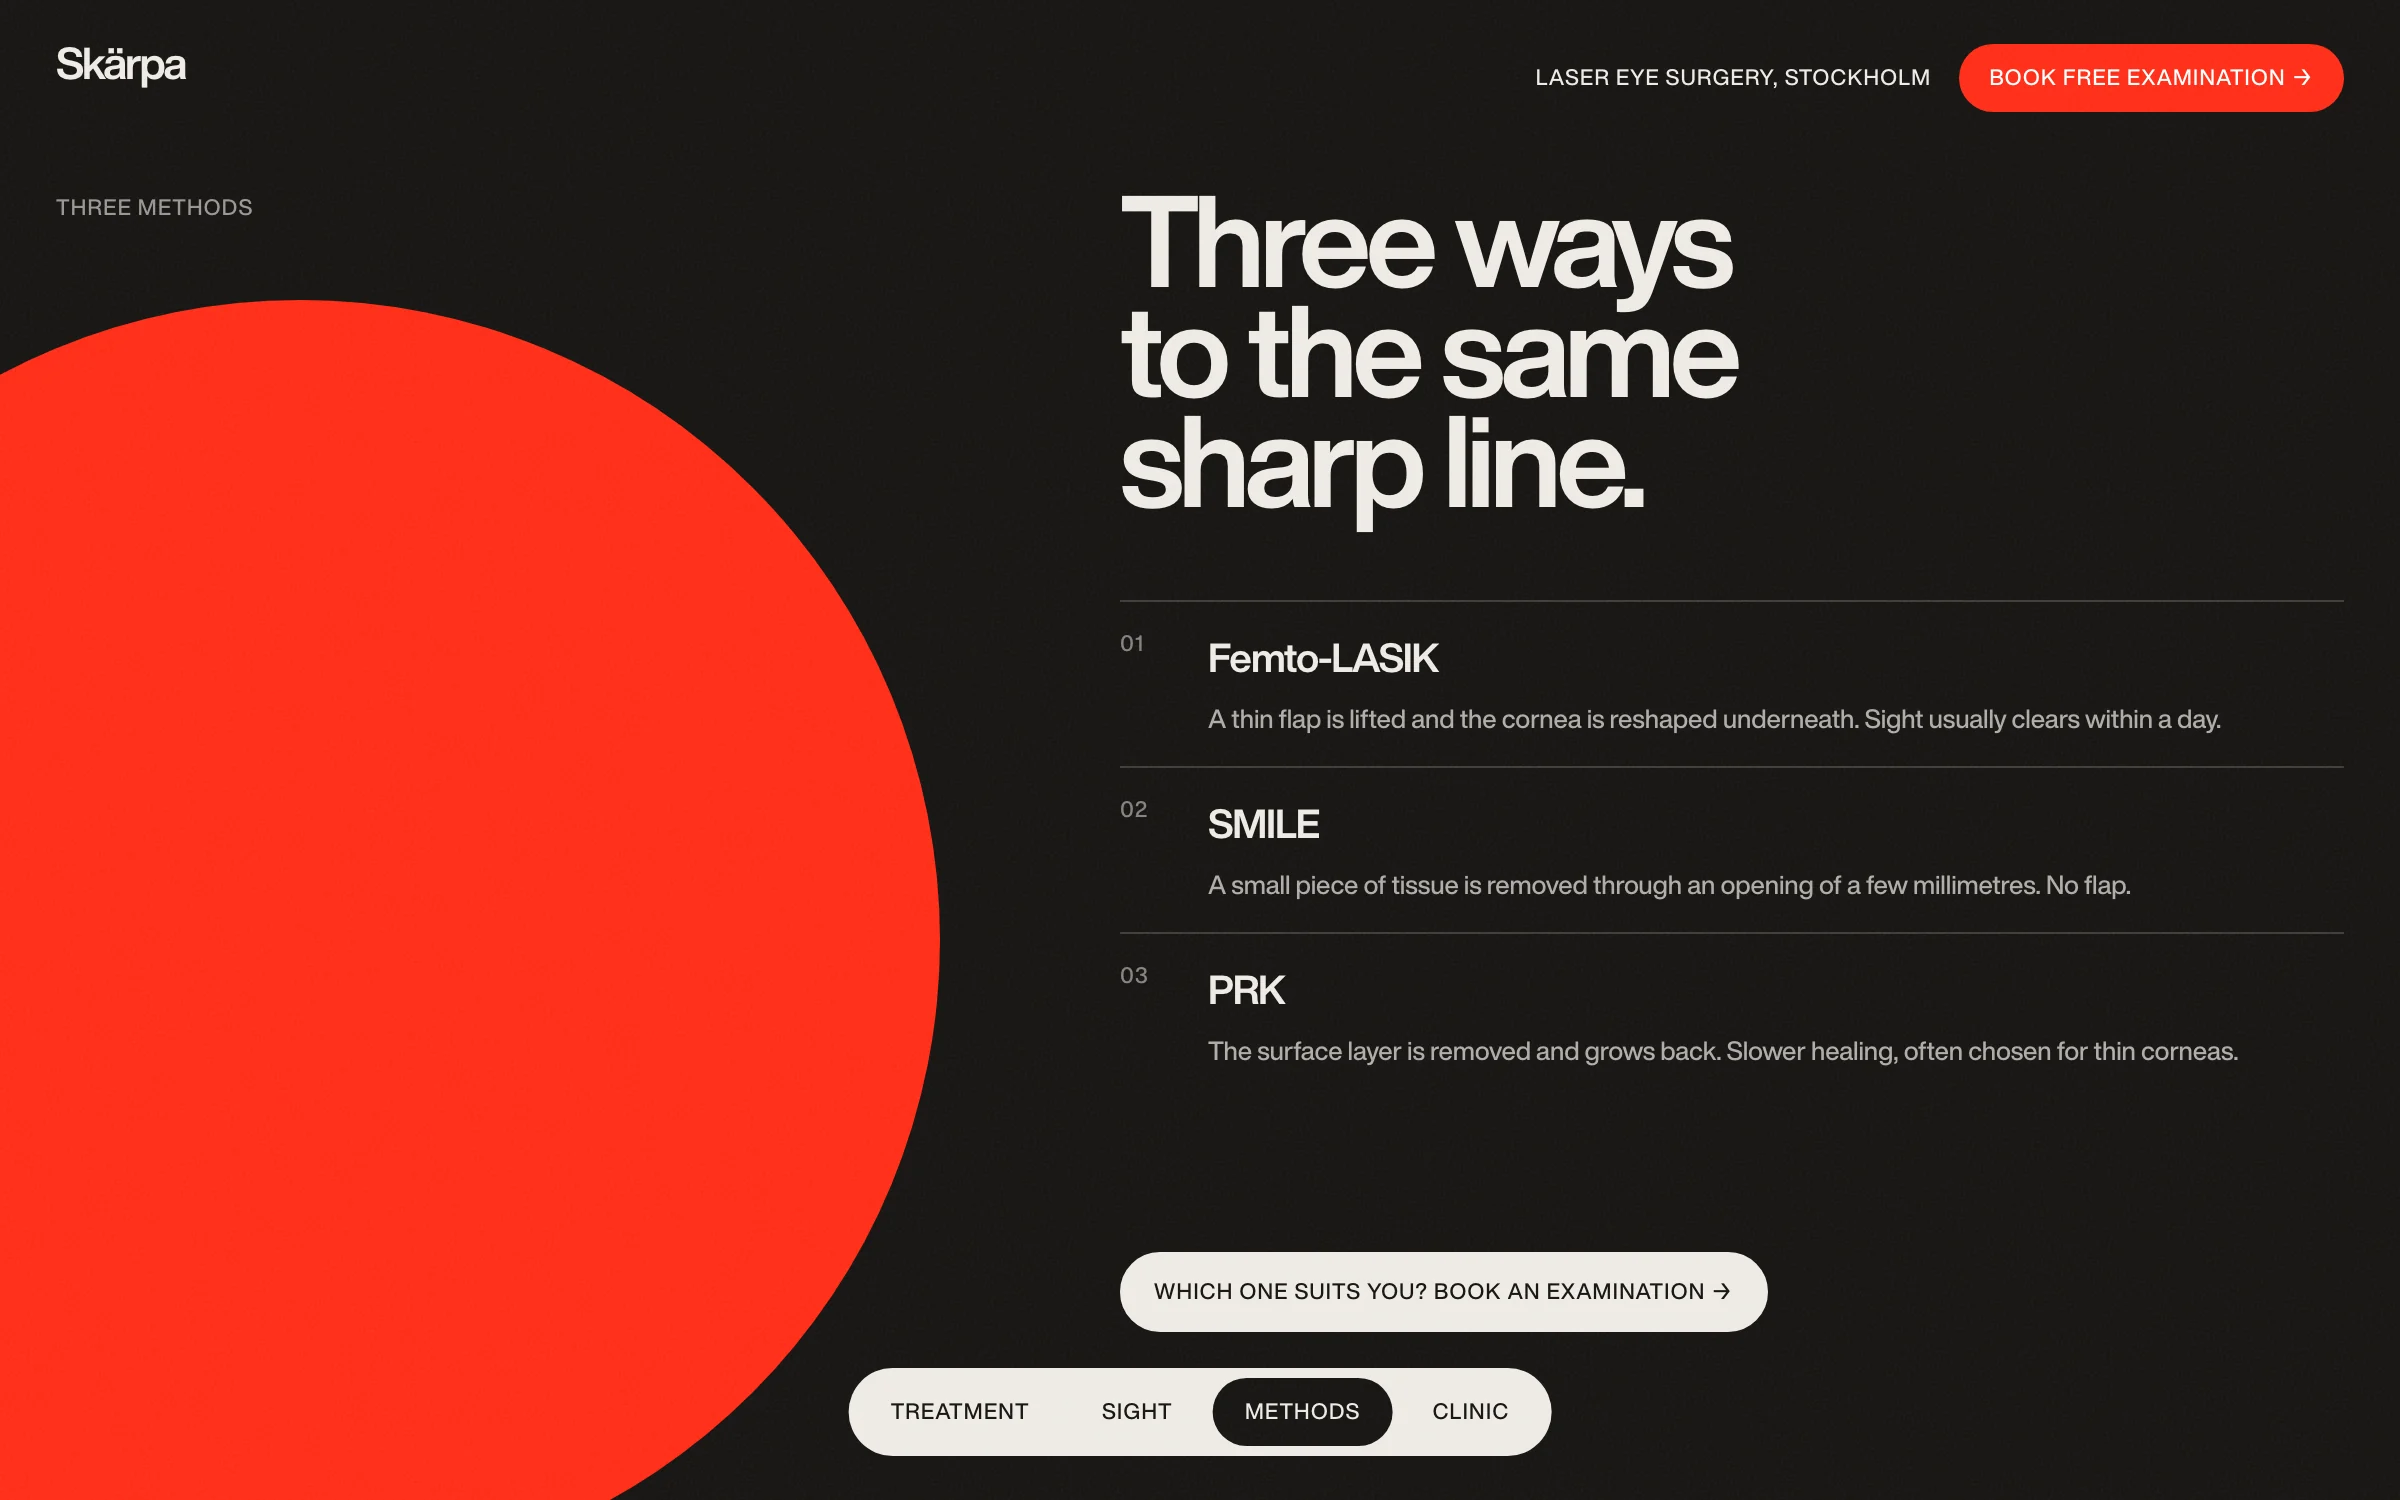 Skärpa
LASER EYE SURGERY, STOCKHOLM
BOOK FREE EXAMINATION →
THREE METHODS
Three ways
to the same
sharp line.
01
Femto-LASIK
A thin flap is lifted and the cornea is reshaped underneath. Sight usually clears within a day.
02
SMILE
A small piece of tissue is removed through an opening of a few millimetres. No flap.
03
PRK
The surface layer is removed and grows back. Slower healing, often chosen for thin corneas.
WHICH ONE SUITS YOU? BOOK AN EXAMINATION →
TREATMENT
SIGHT
METHODS
CLINIC